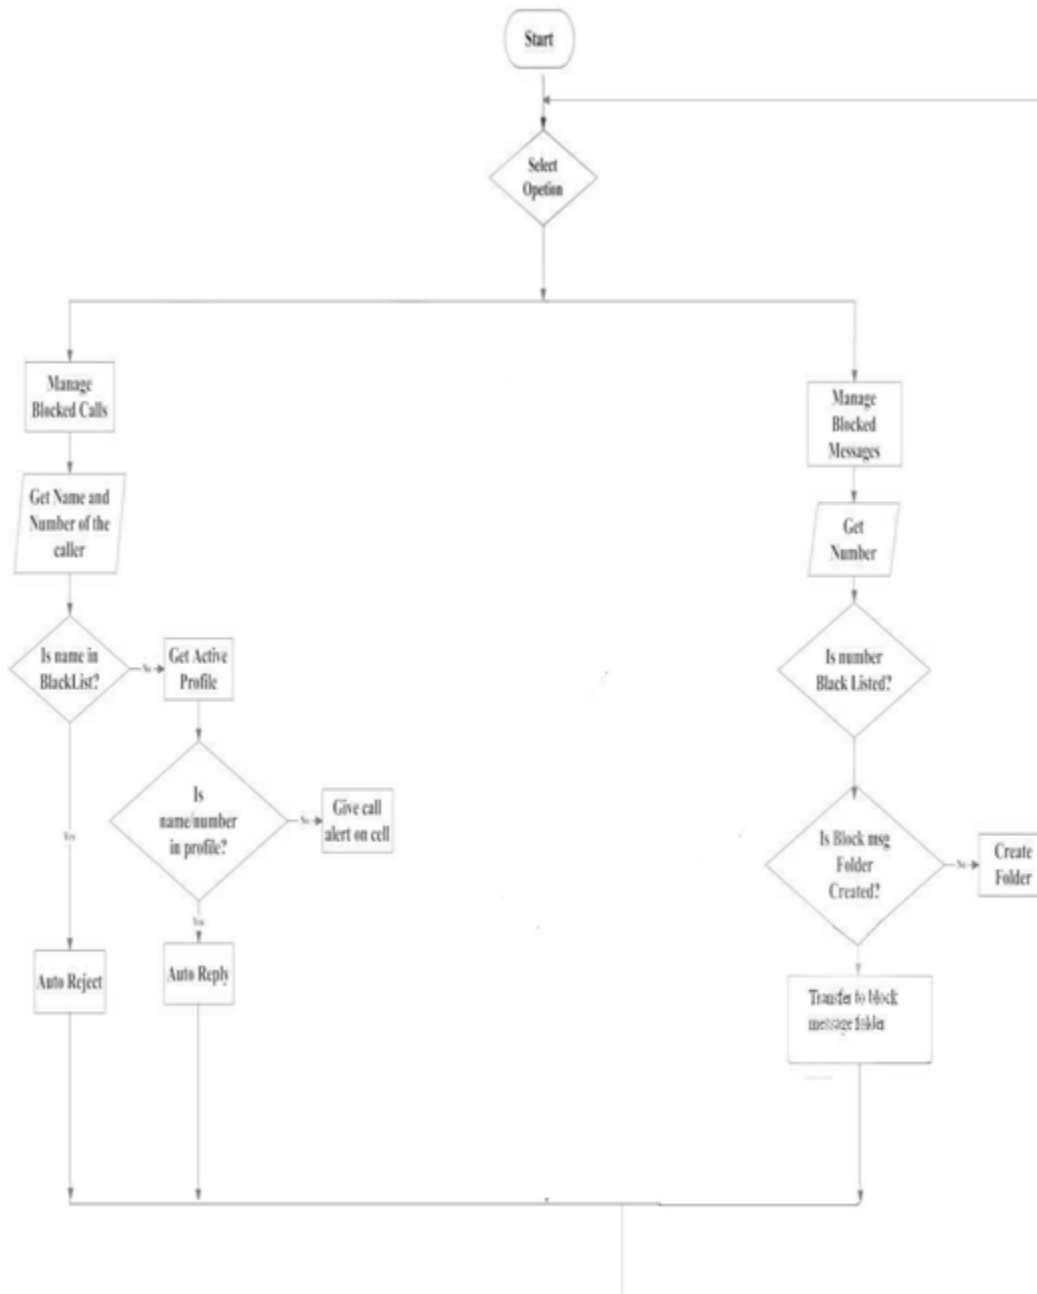 Start
Select
Opetion
Manage
Blocked Calls
Get Name and
Number of the
caller
Is name in
BlackList?
No
Get Active
Profile
Is
name/number
in profile?
No
Give call
alert on cell
Yes
Yes
Auto Reject
Auto Reply
Manage
Blocked
Messages
Get
Number
Is number
Black Listed?
Is Block msg
Folder
Created?
No
Create
Folder
Transfer to block
message folder